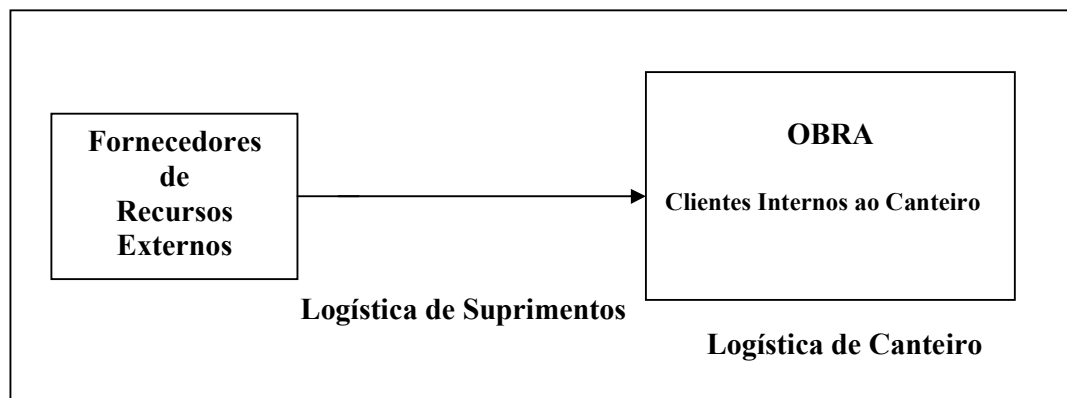 Fornecedores
de
Recursos
Externos
OBRA
Clientes Internos ao Canteiro
Logística de Suprimentos
Logística de Canteiro